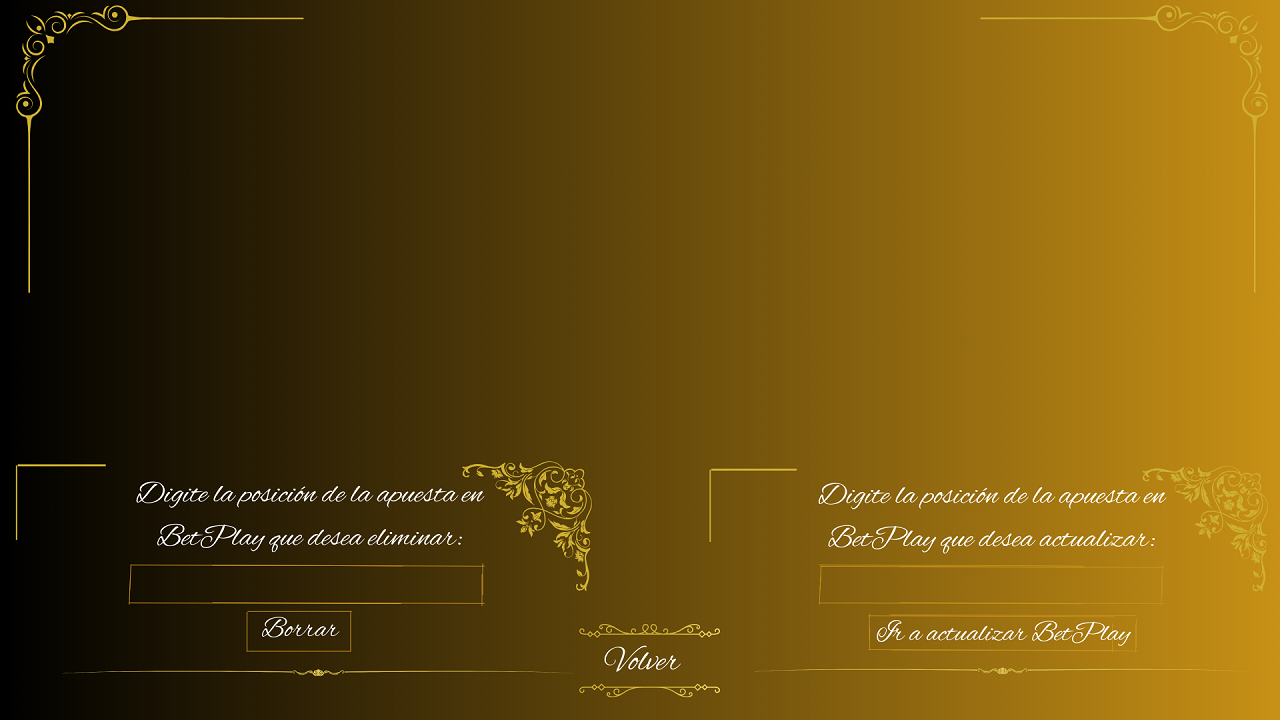 Digite la posición de la apuesta en
BetPlay que desea eliminar:
Borrar
Digite la posición de la apuesta en
BetPlay que desea actualizar:
Ir a actualizar BetPlay
Volver